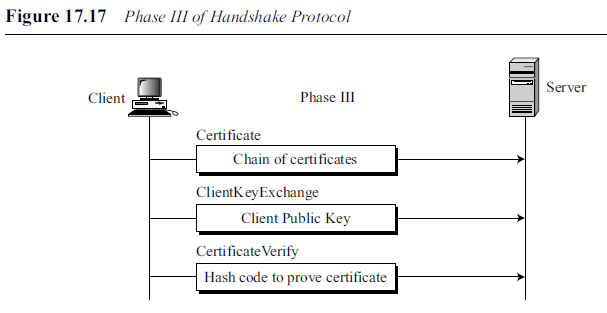 Figure 17.17 Phase III of Handshake Protocol
Client
Phase III
Server
Certificate
Chain of certificates
ClientKeyExchange
Client Public Key
CertificateVerify
Hash code to prove certificate